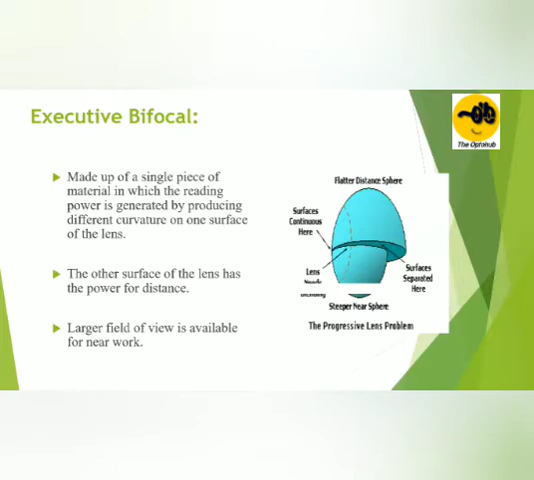 Executive Bifocal:
The Optohub
Made up of a single piece of
material in which the reading
power is generated by producing
different curvature on one surface
of the lens.
The other surface of the lens has
the power for distance.
Larger field of view is available
for near work.
Flatter Distance Sphere
Surfaces
Continuous
Here
Lens
Surfaces
Separated
Here
Steeper Near Sphere
The Progressive Lens Problem